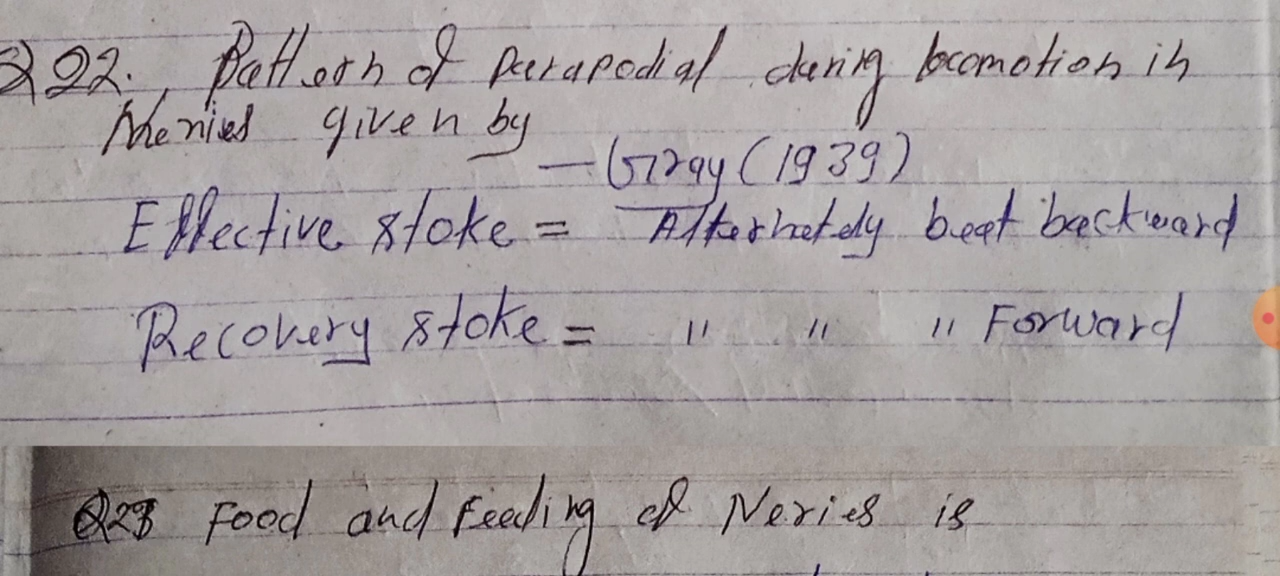 Q22. Pattern of Parapodial during locomotion in
Neries given by
— Gray (1939)
Effective stoke = Alternately beat backward
Recovery stoke = " " " Forward
Q23 Food and Feeding of Neries is